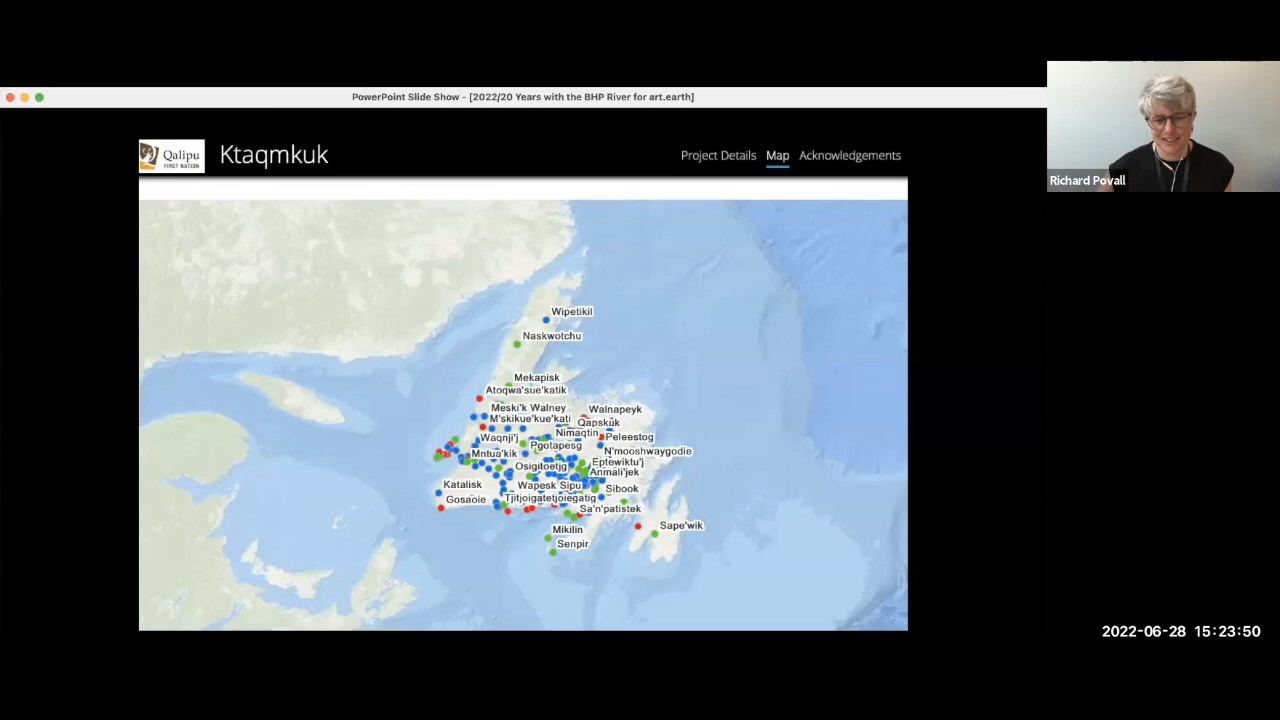 PowerPoint Slide Show - [2022/20 Years with the BHP River for art.earth]
Qalipu
FIRST NATION
Ktaqmkuk
Project Details Map Acknowledgements
Richard Povall
Wipetikil
Naskwotchu
Mekapisk
Atoqwa'sue'katik
Meski'k Walney
Walnapeyk
M'skikue'kue'kati
Qapskuk
Nimaqtin
Waqnji'j
Peleestog
Pgotapesg
Mntua'kik
N'mooshwaygodie
Osigitoetjg
Eptewiktu'j
Anmali'jek
Katalisk
Wapesk Sipu
Sibook
Gosaoie
Tjitjoigatetjoiegatig
Sa'n'patistek
Mikilin
Sape'wik
Senpir
2022-06-28 15:23:50